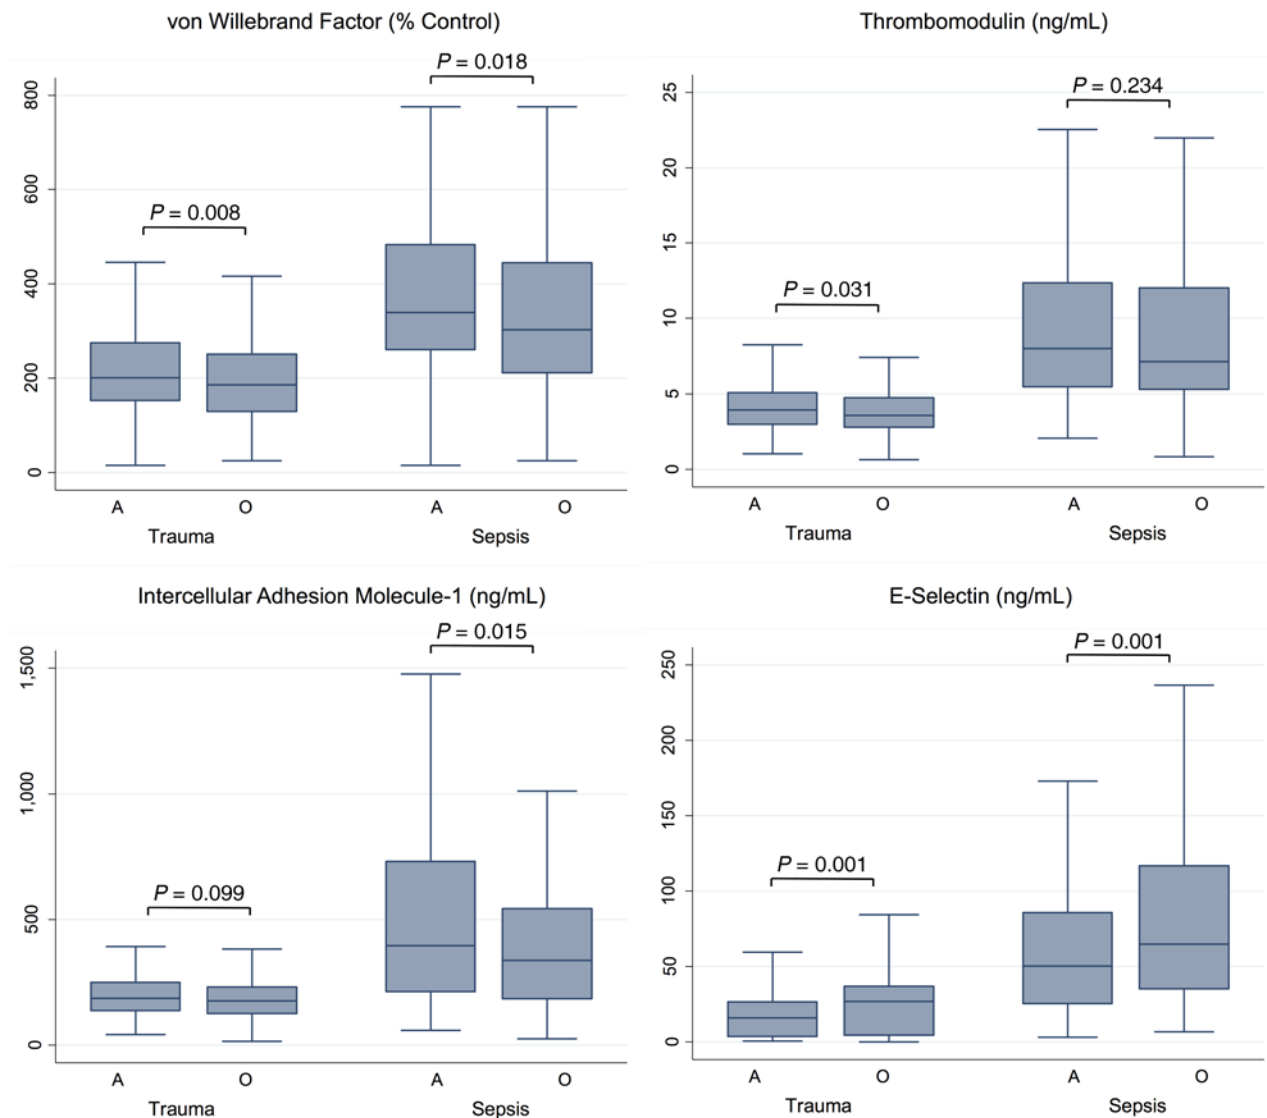 von Willebrand Factor (% Control)
P = 0.018
P = 0.008
800
600
400
200
0
A O A O
Trauma Sepsis
Thrombomodulin (ng/mL)
P = 0.234
P = 0.031
25
20
15
10
5
0
A O A O
Trauma Sepsis
Intercellular Adhesion Molecule-1 (ng/mL)
P = 0.015
P = 0.099
1,500
1,000
500
0
A O A O
Trauma Sepsis
E-Selectin (ng/mL)
P = 0.001
P = 0.001
250
200
150
100
50
0
A O A O
Trauma Sepsis